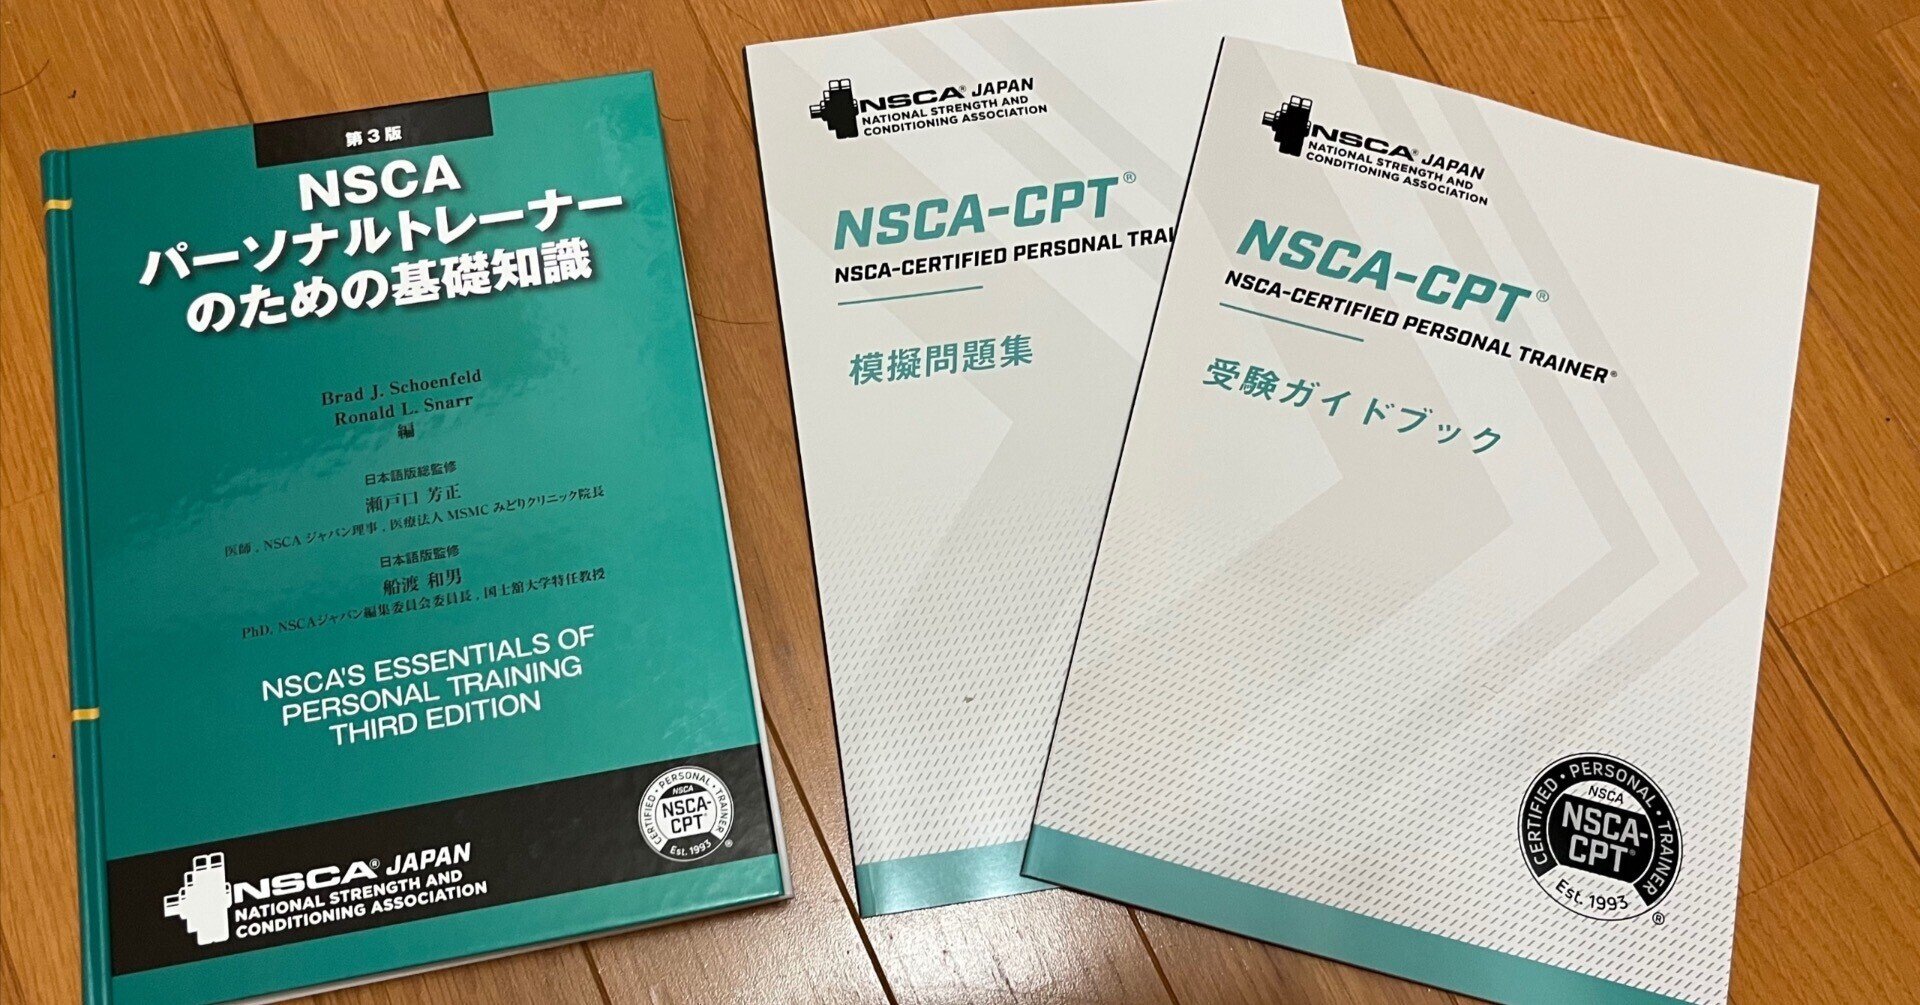 第3版
NSCA
パーソナルトレーナー
のための基礎知識
Brad J. Schoenfeld
Ronald L. Snarr
編
日本語版総監修
瀬戸口 芳正
医師, NSCA ジャパン理事, 医療法人 MSMC みどりクリニック院長
日本語版監修
船渡 和男
PhD, NSCAジャパン編集委員会委員長, 国士舘大学特任教授
NSCA'S ESSENTIALS OF
PERSONAL TRAINING
THIRD EDITION
NSCA® JAPAN
NATIONAL STRENGTH AND
CONDITIONING ASSOCIATION
CERTIFIED • PERSONAL • TRAINER
NSCA
NSCA-
CPT®
Est. 1993
®
NSCA® JAPAN
NATIONAL STRENGTH AND
CONDITIONING ASSOCIATION
NSCA-CPT®
NSCA-CERTIFIED PERSONAL TRAI
模擬問題集
NSCA® JAPAN
NATIONAL STRENGTH AND
CONDITIONING ASSOCIATION
NSCA-CPT®
NSCA-CERTIFIED PERSONAL TRAINER®
受験ガイドブック
CERTIFIED • PERSONAL • TRAINER
NSCA
NSCA-
CPT®
Est. 1993
®